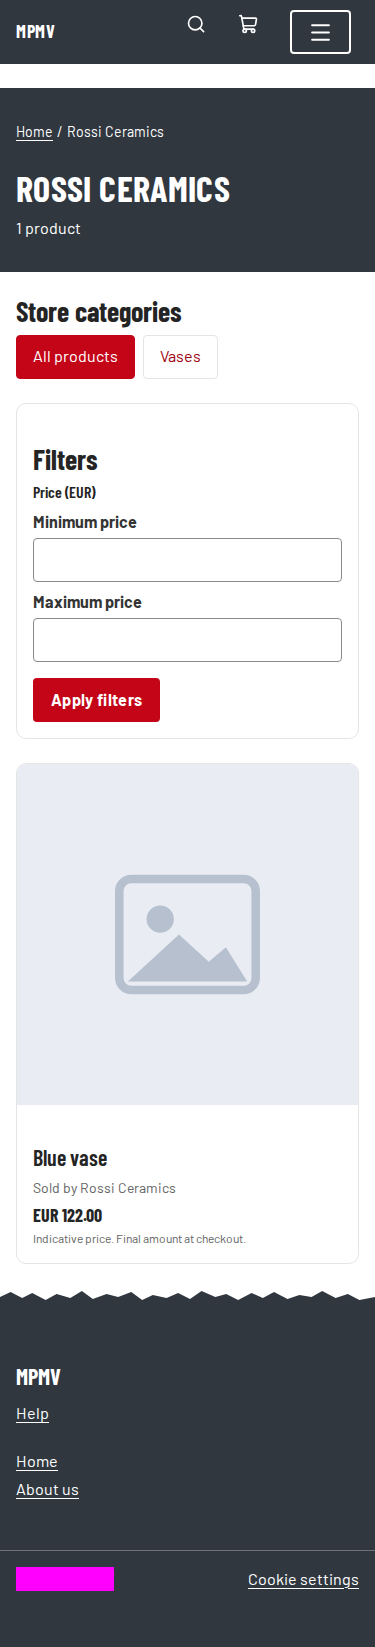 MPMV
Home / Rossi Ceramics
ROSSI CERAMICS
1 product
Store categories
All products
Vases
Filters
Price (EUR)
Minimum price
Maximum price
Apply filters
Blue vase
Sold by Rossi Ceramics
EUR 122.00
Indicative price. Final amount at checkout.
MPMV
Help
Home
About us
Cookie settings